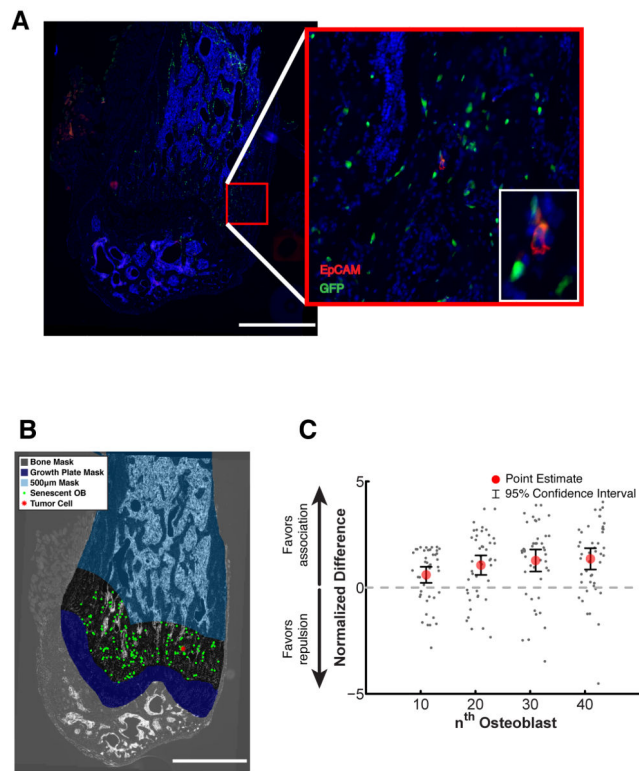 A
EpCAM
GFP
B
Bone Mask
Growth Plate Mask
500µm Mask
Senescent OB
Tumor Cell
C
Favors
association
Favors
repulsion
Normalized Difference
5
0
−5
Point Estimate
95% Confidence Interval
10 20 30 40
nth Osteoblast